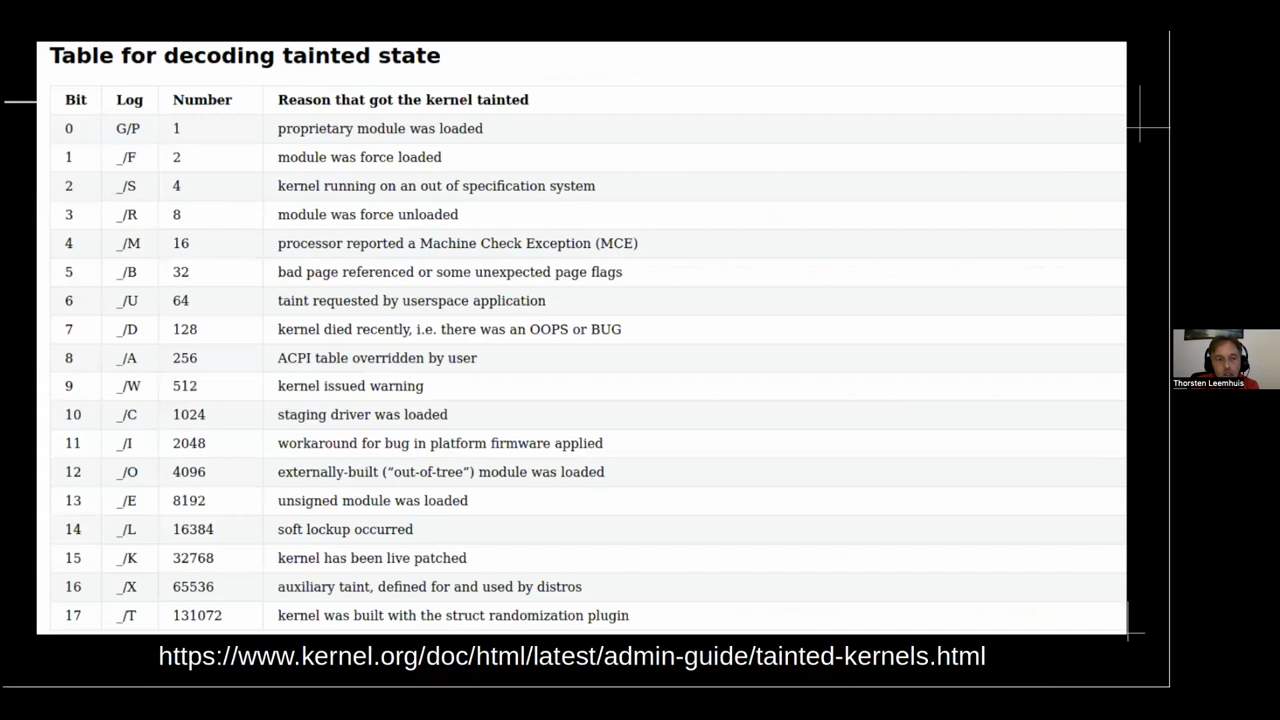 Table for decoding tainted state
Bit Log Number Reason that got the kernel tainted
0 G/P 1 proprietary module was loaded
1 _/F 2 module was force loaded
2 _/S 4 kernel running on an out of specification system
3 _/R 8 module was force unloaded
4 _/M 16 processor reported a Machine Check Exception (MCE)
5 _/B 32 bad page referenced or some unexpected page flags
6 _/U 64 taint requested by userspace application
7 _/D 128 kernel died recently, i.e. there was an OOPS or BUG
8 _/A 256 ACPI table overridden by user
9 _/W 512 kernel issued warning
10 _/C 1024 staging driver was loaded
11 _/I 2048 workaround for bug in platform firmware applied
12 _/O 4096 externally-built (“out-of-tree”) module was loaded
13 _/E 8192 unsigned module was loaded
14 _/L 16384 soft lockup occurred
15 _/K 32768 kernel has been live patched
16 _/X 65536 auxiliary taint, defined for and used by distros
17 _/T 131072 kernel was built with the struct randomization plugin
https://www.kernel.org/doc/html/latest/admin-guide/tainted-kernels.html
Thorsten Leemhuis